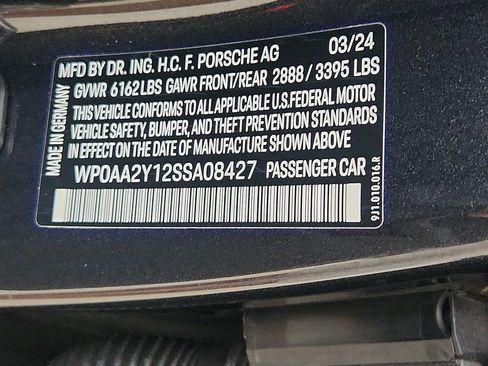 MFD BY DR. ING. H.C. F. PORSCHE AG 03/24
GVWR 6162LBS GAWR FRONT/REAR 2888/3395 LBS
THIS VEHICLE CONFORMS TO ALL APPLICABLE U.S.FEDERAL MOTOR
VEHICLE SAFETY, BUMPER, AND THEFT PREVENTION STANDARDS
IN EFFECT ON THE DATE OF MANUFACTURE SHOWN ABOVE
WP0AA2Y12SSA08427 PASSENGER CAR
MADE IN GERMANY
9J1.010.016.R